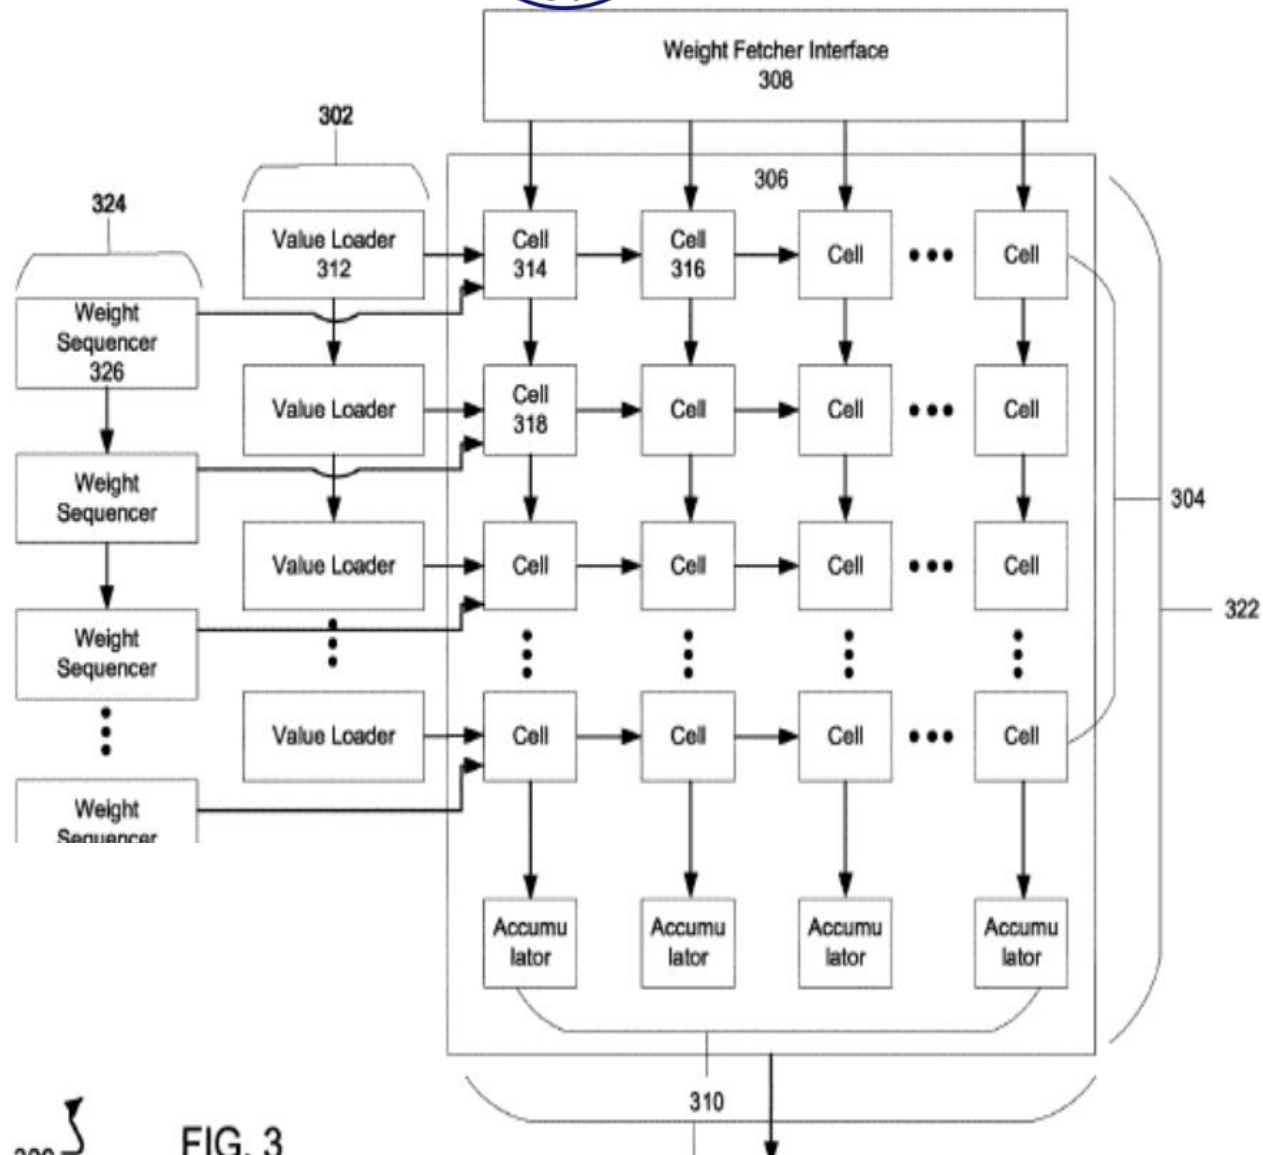 Weight Fetcher Interface
308
302
306
324
Value Loader
312
Cell
314
Cell
316
Cell
Cell
Weight
Sequencer
326
Value Loader
Cell
318
Cell
Cell
Cell
Weight
Sequencer
304
Value Loader
Cell
Cell
Cell
Cell
322
Weight
Sequencer
Value Loader
Cell
Cell
Cell
Cell
Weight
Sequencer
Accumu
lator
Accumu
lator
Accumu
lator
Accumu
lator
310
FIG. 3